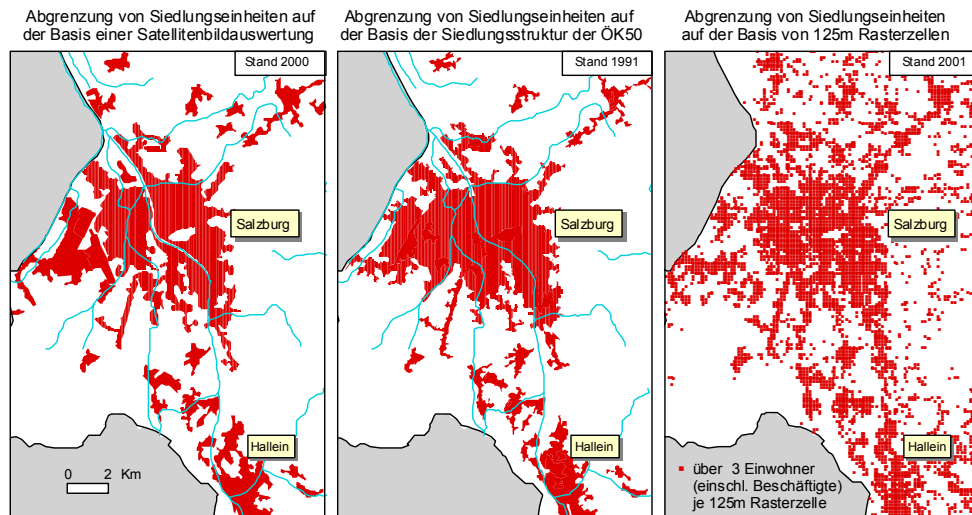 Abgrenzung von Siedlungseinheiten auf
der Basis einer Satellitenbildauswertung
Stand 2000
Salzburg
Hallein
0 2 Km
Abgrenzung von Siedlungseinheiten auf
der Basis der Siedlungsstruktur der ÖK50
Stand 1991
Salzburg
Hallein
Abgrenzung von Siedlungseinheiten
auf der Basis von 125m Rasterzellen
Stand 2001
Salzburg
Hallein
über 3 Einwohner
(einschl. Beschäftigte)
je 125m Rasterzelle